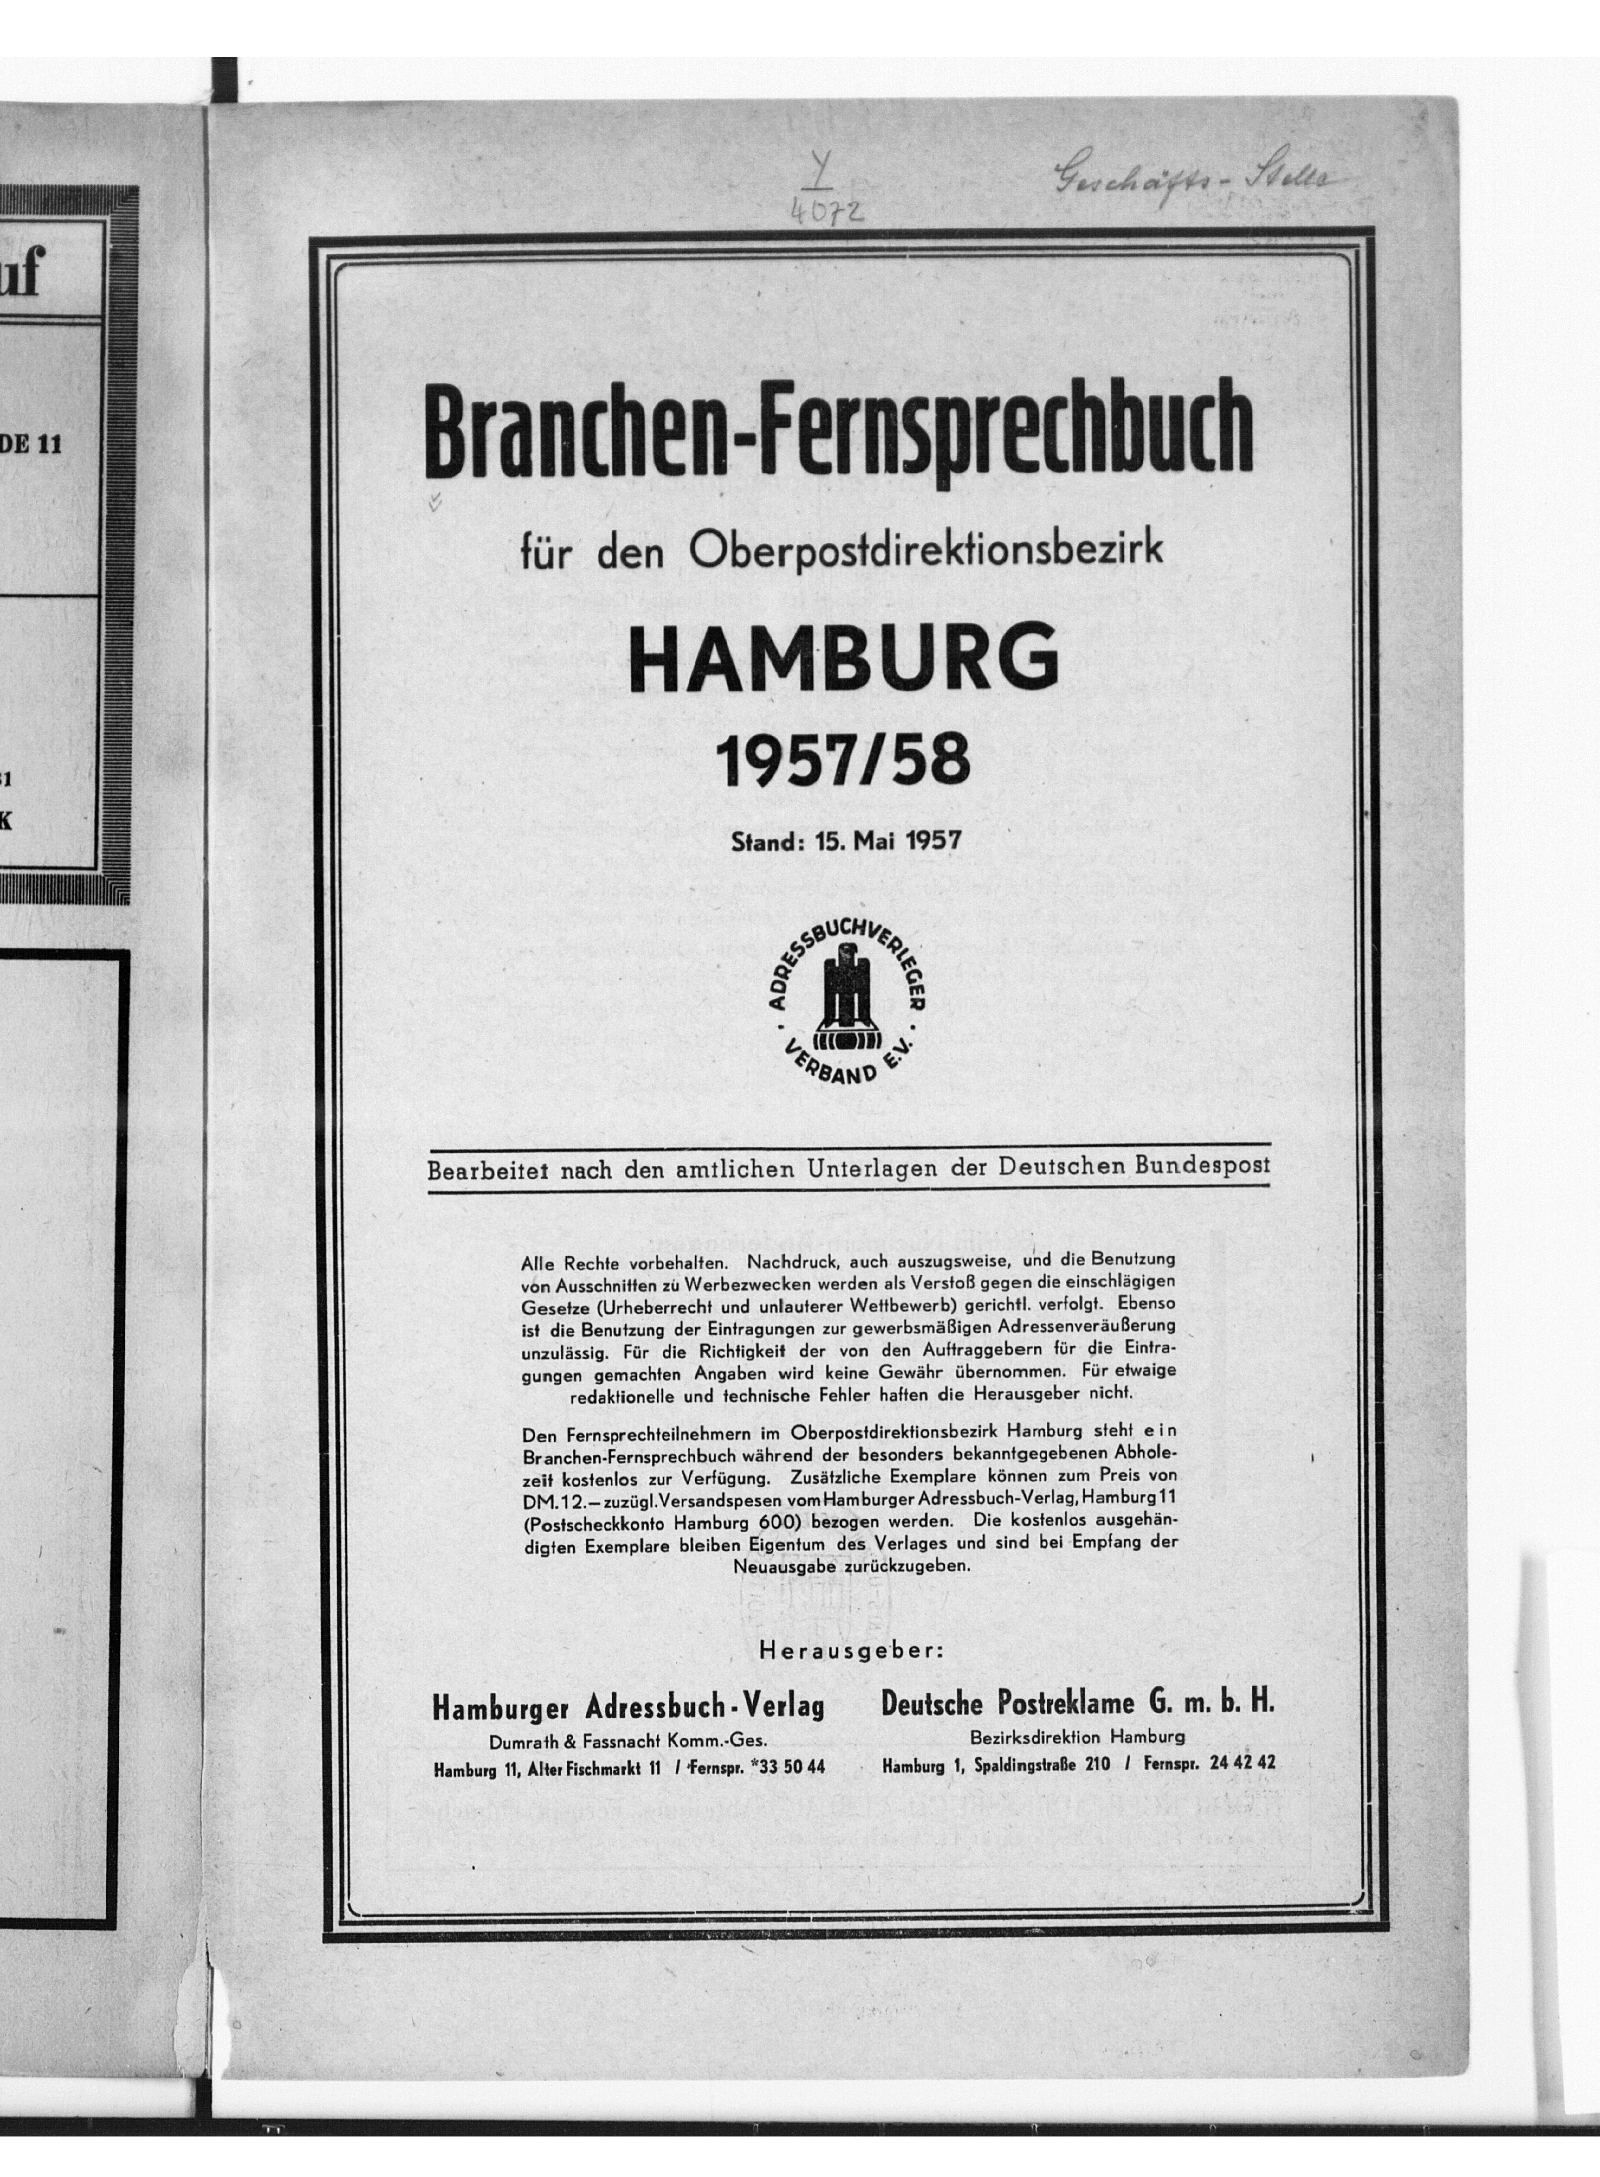 uf
DE 11
31
K
Y
4072
Geschäfts-Stelle
Branchen-Fernsprechbuch
für den Oberpostdirektionsbezirk
HAMBURG
1957/58
Stand: 15. Mai 1957
ADRESSBUCHVERLEGER
VERBAND E.V.
Bearbeitet nach den amtlichen Unterlagen der Deutschen Bundespost
Alle Rechte vorbehalten. Nachdruck, auch auszugsweise, und die Benutzung
von Ausschnitten zu Werbezwecken werden als Verstoß gegen die einschlägigen
Gesetze (Urheberrecht und unlauterer Wettbewerb) gerichtl. verfolgt. Ebenso
ist die Benutzung der Eintragungen zur gewerbsmäßigen Adressenveräußerung
unzulässig. Für die Richtigkeit der von den Auftraggebern für die Eintra-
gungen gemachten Angaben wird keine Gewähr übernommen. Für etwaige
redaktionelle und technische Fehler haften die Herausgeber nicht.
Den Fernsprechteilnehmern im Oberpostdirektionsbezirk Hamburg steht ein
Branchen-Fernsprechbuch während der besonders bekanntgegebenen Abhole-
zeit kostenlos zur Verfügung. Zusätzliche Exemplare können zum Preis von
DM.12.— zuzügl. Versandspesen vom Hamburger Adressbuch-Verlag, Hamburg 11
(Postscheckkonto Hamburg 600) bezogen werden. Die kostenlos ausgehän-
digten Exemplare bleiben Eigentum des Verlages und sind bei Empfang der
Neuausgabe zurückzugeben.
Herausgeber:
Hamburger Adressbuch-Verlag
Dumrath & Fassnacht Komm.-Ges.
Hamburg 11, Alter Fischmarkt 11 / Fernspr. *33 50 44
Deutsche Postreklame G. m. b. H.
Bezirksdirektion Hamburg
Hamburg 1, Spaldingstraße 210 / Fernspr. 24 42 42